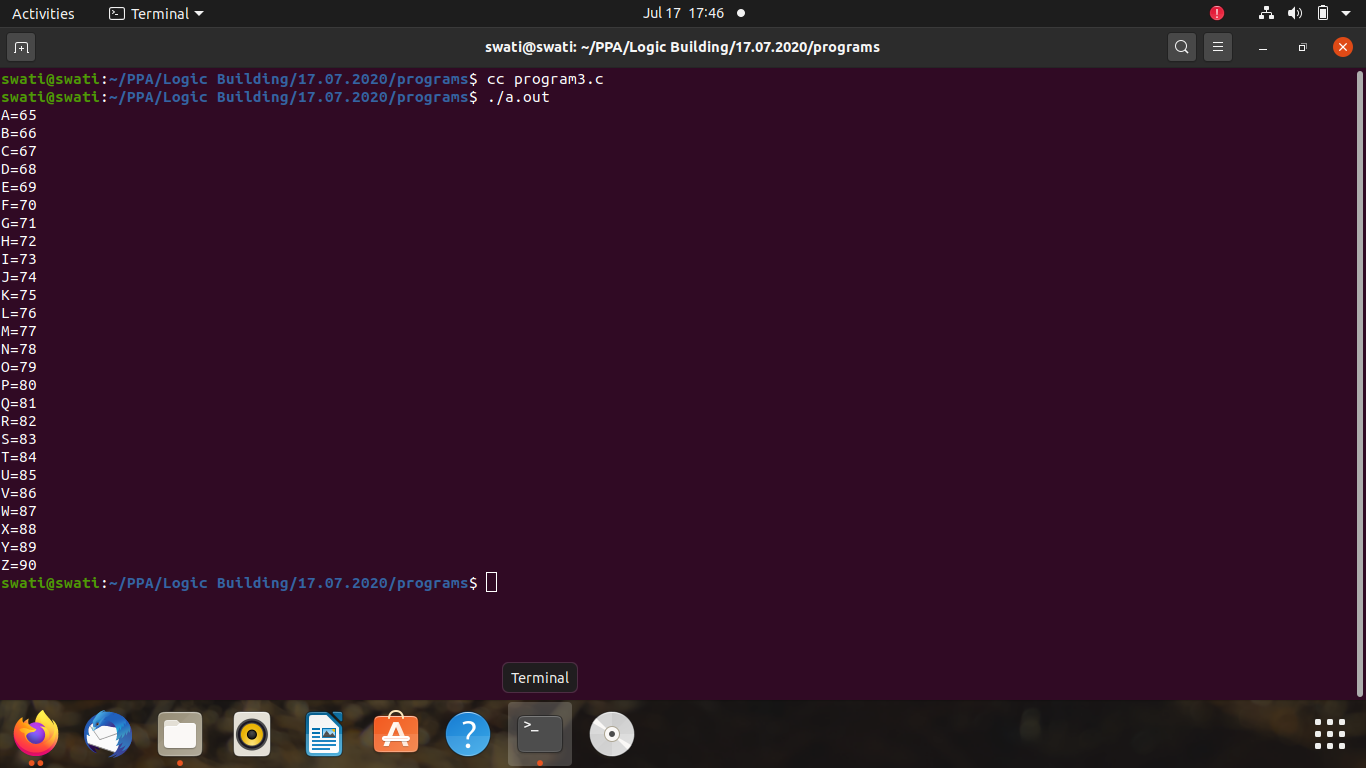 Activities Terminal Jul 17 17:46
swati@swati: ~/PPA/Logic Building/17.07.2020/programs
swati@swati:~/PPA/Logic Building/17.07.2020/programs$ cc program3.c
swati@swati:~/PPA/Logic Building/17.07.2020/programs$ ./a.out
A=65
B=66
C=67
D=68
E=69
F=70
G=71
H=72
I=73
J=74
K=75
L=76
M=77
N=78
O=79
P=80
Q=81
R=82
S=83
T=84
U=85
V=86
W=87
X=88
Y=89
Z=90
swati@swati:~/PPA/Logic Building/17.07.2020/programs$
Terminal